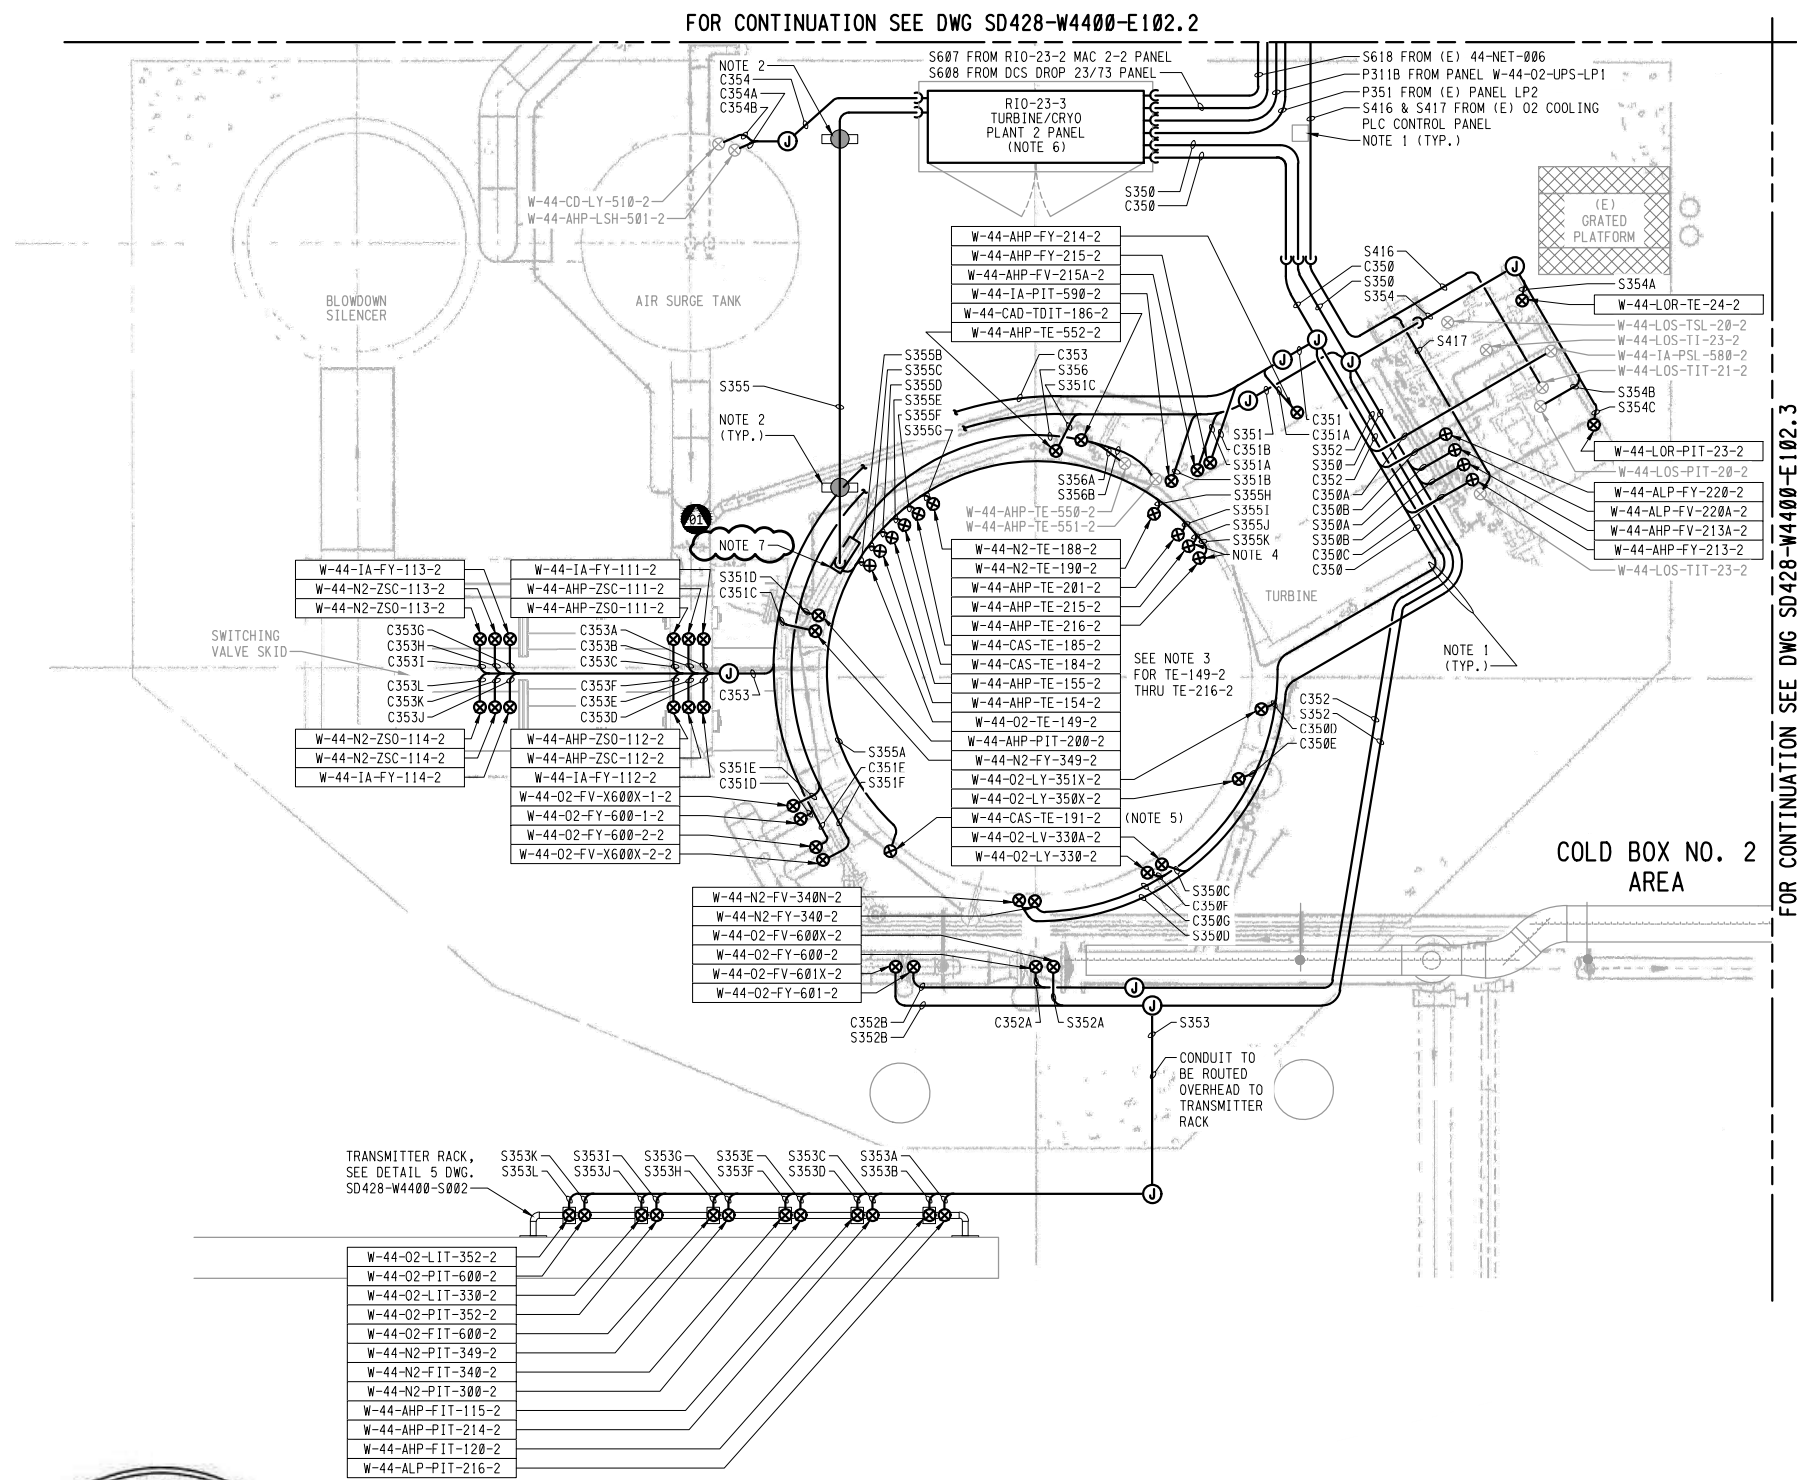 FOR CONTINUATION SEE DWG SD428-W4400-E102.2
NOTE 2
C354
C354A
C354B
S607 FROM RIO-23-2 MAC 2-2 PANEL
S608 FROM DCS DROP 23/73 PANEL
RIO-23-3
TURBINE/CRYO
PLANT 2 PANEL
(NOTE 6)
S618 FROM (E) 44-NET-006
P311B FROM PANEL W-44-O2-UPS-LP1
P351 FROM (E) PANEL LP2
S416 & S417 FROM (E) O2 COOLING
PLC CONTROL PANEL
NOTE 1 (TYP.)
J
W-44-CD-LY-510-2
W-44-AHP-LSH-501-2
S350
C350
(E)
GRATED
PLATFORM
BLOWDOWN
SILENCER
AIR SURGE TANK
W-44-AHP-FY-214-2
W-44-AHP-FY-215-2
W-44-AHP-FV-215A-2
W-44-IA-PIT-590-2
W-44-CAD-TDIT-186-2
W-44-AHP-TE-552-2
S416
C350
S350
S354
J
S354A
W-44-LOR-TE-24-2
W-44-LOS-TSL-20-2
W-44-LOS-TI-23-2
W-44-IA-PSL-580-2
W-44-LOS-TIT-21-2
S417
S354B
S354C
W-44-LOR-PIT-23-2
W-44-LOS-PIT-20-2
W-44-ALP-FY-220-2
W-44-ALP-FV-220A-2
W-44-AHP-FV-213A-2
W-44-AHP-FY-213-2
W-44-LOS-TIT-23-2
S355
NOTE 2
(TYP.)
S355B
S355C
S355D
S355E
S355F
S355G
C353
S356
S351C
J
J
J
J
S351
C351B
S351A
S351B
S355H
S355I
S355J
S355K
NOTE 4
C351
C351A
S352
S350
C352
C350A
C350B
S350A
S350B
C350C
C350
S356A
S356B
W-44-AHP-TE-550-2
W-44-AHP-TE-551-2
01
NOTE 7
W-44-N2-TE-188-2
W-44-N2-TE-190-2
W-44-AHP-TE-201-2
W-44-AHP-TE-215-2
W-44-AHP-TE-216-2
W-44-CAS-TE-185-2
W-44-CAS-TE-184-2
W-44-AHP-TE-155-2
W-44-AHP-TE-154-2
W-44-O2-TE-149-2
W-44-AHP-PIT-200-2
W-44-N2-FY-349-2
W-44-O2-LY-351X-2
W-44-O2-LY-350X-2
W-44-CAS-TE-191-2
(NOTE 5)
W-44-O2-LV-330A-2
W-44-O2-LY-330-2
SEE NOTE 3
FOR TE-149-2
THRU TE-216-2
TURBINE
NOTE 1
(TYP.)
W-44-IA-FY-113-2
W-44-N2-ZSC-113-2
W-44-N2-ZSO-113-2
W-44-IA-FY-111-2
W-44-AHP-ZSC-111-2
W-44-AHP-ZSO-111-2
S351D
C351C
SWITCHING
VALVE SKID
C353G
C353H
C353I
C353A
C353B
C353C
J
C353
C353L
C353K
C353J
C353F
C353E
C353D
W-44-N2-ZSO-114-2
W-44-N2-ZSC-114-2
W-44-IA-FY-114-2
W-44-AHP-ZSO-112-2
W-44-AHP-ZSC-112-2
W-44-IA-FY-112-2
W-44-O2-FV-X600X-1-2
W-44-O2-FY-600-1-2
W-44-O2-FY-600-2-2
W-44-O2-FV-X600X-2-2
S351E
C351D
S355A
C351E
S351F
C352
S352
C350D
C350E
FOR CONTINUATION SEE DWG SD428-W4400-E102.3
COLD BOX NO. 2
AREA
W-44-N2-FV-340N-2
W-44-N2-FY-340-2
W-44-O2-FV-600X-2
W-44-O2-FY-600-2
W-44-O2-FV-601X-2
W-44-O2-FY-601-2
S350C
C350F
C350G
S350D
J
J
C352B
S352B
C352A
S352A
S353
CONDUIT TO
BE ROUTED
OVERHEAD TO
TRANSMITTER
RACK
TRANSMITTER RACK,
SEE DETAIL 5 DWG.
SD428-W4400-S002
S353K
S353L
S353I
S353J
S353G
S353H
S353E
S353F
S353C
S353D
S353A
S353B
J
W-44-O2-LIT-352-2
W-44-O2-PIT-600-2
W-44-O2-LIT-330-2
W-44-O2-PIT-352-2
W-44-O2-FIT-600-2
W-44-N2-PIT-349-2
W-44-N2-FIT-340-2
W-44-N2-PIT-300-2
W-44-AHP-FIT-115-2
W-44-AHP-PIT-214-2
W-44-AHP-FIT-120-2
W-44-ALP-PIT-216-2